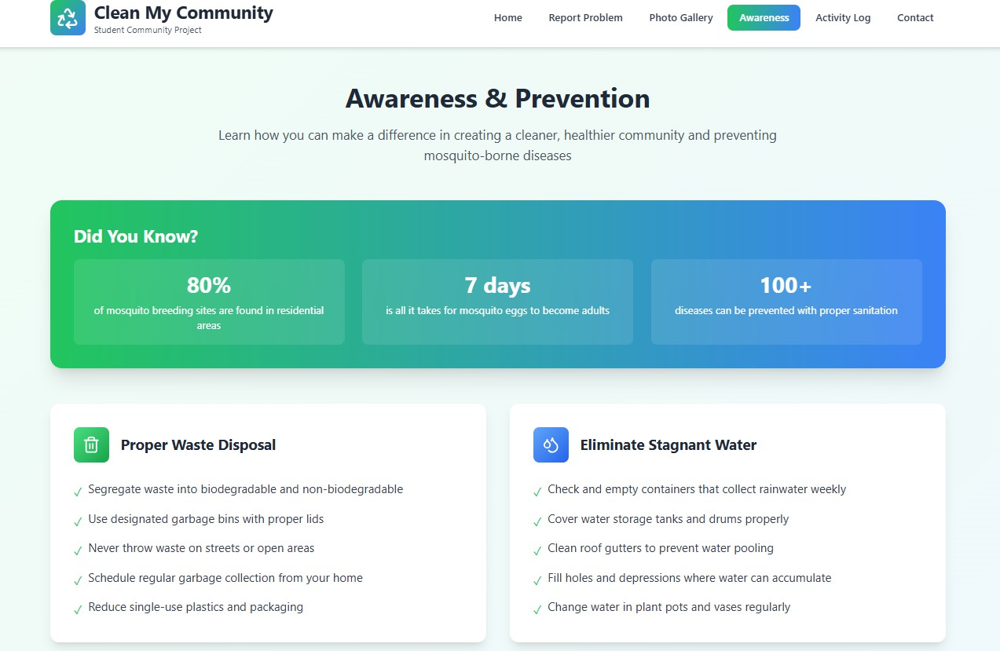 Clean My Community
Student Community Project
Home
Report Problem
Photo Gallery
Awareness
Activity Log
Contact
Awareness & Prevention
Learn how you can make a difference in creating a cleaner, healthier community and preventing
mosquito-borne diseases
Did You Know?
80%
of mosquito breeding sites are found in residential
areas
7 days
is all it takes for mosquito eggs to become adults
100+
diseases can be prevented with proper sanitation
Proper Waste Disposal
✓ Segregate waste into biodegradable and non-biodegradable
✓ Use designated garbage bins with proper lids
✓ Never throw waste on streets or open areas
✓ Schedule regular garbage collection from your home
✓ Reduce single-use plastics and packaging
Eliminate Stagnant Water
✓ Check and empty containers that collect rainwater weekly
✓ Cover water storage tanks and drums properly
✓ Clean roof gutters to prevent water pooling
✓ Fill holes and depressions where water can accumulate
✓ Change water in plant pots and vases regularly